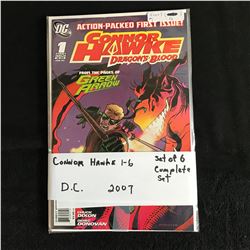 ACTION-PACKED FIRST ISSUE!
DC
1
CONNOR
HAWKE
DRAGON'S BLOOD
FROM THE PAGES OF
GREEN
ARROW
CONNOR HAWKE 1-6
Set of 6
Complete
Set
D.C. 2007
DIXON
DONOVAN